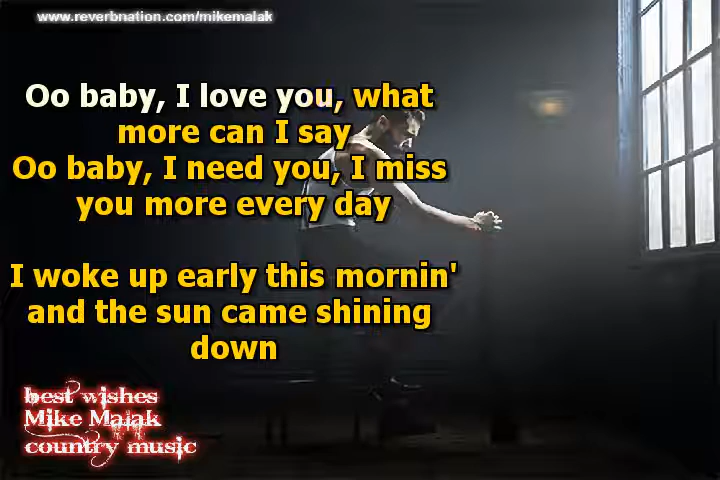 www.reverbnation.com/mikemalak
Oo baby, I love you, what
more can I say
Oo baby, I need you, I miss
you more every day
I woke up early this mornin'
and the sun came shining
down
best wishes
Mike Malak
country music